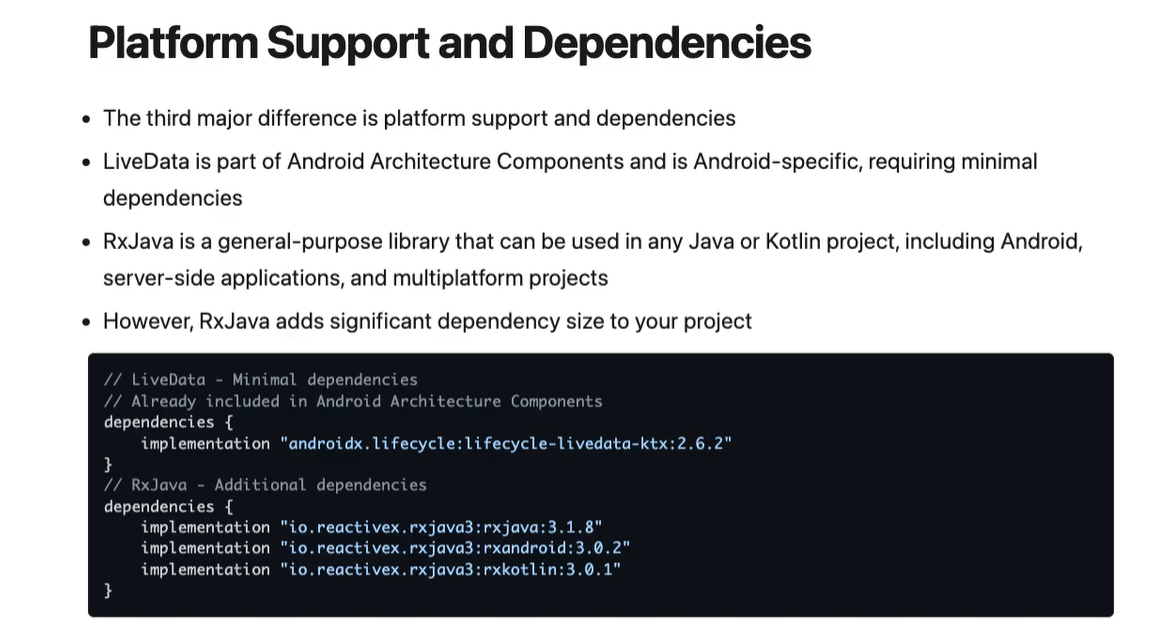 Platform Support and Dependencies
• The third major difference is platform support and dependencies
• LiveData is part of Android Architecture Components and is Android-specific, requiring minimal
dependencies
• RxJava is a general-purpose library that can be used in any Java or Kotlin project, including Android,
server-side applications, and multiplatform projects
• However, RxJava adds significant dependency size to your project
// LiveData - Minimal dependencies
// Already included in Android Architecture Components
dependencies {
    implementation "androidx.lifecycle:lifecycle-livedata-ktx:2.6.2"
}
// RxJava - Additional dependencies
dependencies {
    implementation "io.reactivex.rxjava3:rxjava:3.1.8"
    implementation "io.reactivex.rxjava3:rxandroid:3.0.2"
    implementation "io.reactivex.rxjava3:rxkotlin:3.0.1"
}